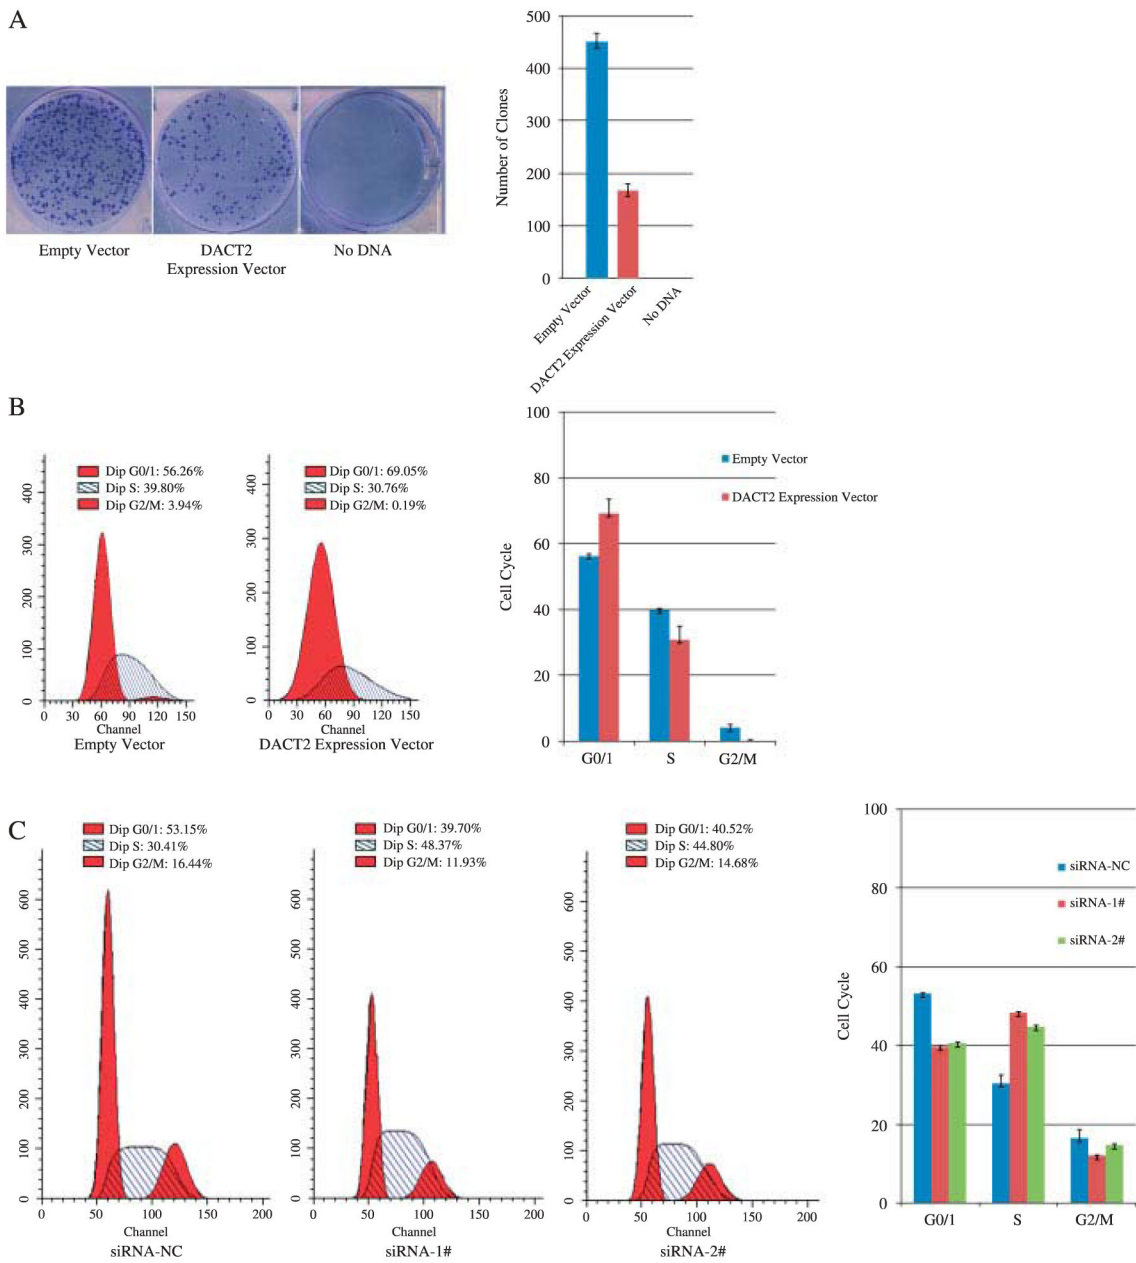 A
Empty Vector
DACT2
Expression Vector
No DNA
Number of Clones
500
400
300
200
100
0
Empty Vector
DACT2 Expression Vector
No DNA
B
Dip G0/1: 56.26%
Dip S: 39.80%
Dip G2/M: 3.94%
400
300
200
100
0
0 30 60 90 120 150
Channel
Empty Vector
Dip G0/1: 69.05%
Dip S: 30.76%
Dip G2/M: 0.19%
400
300
200
100
0
0 30 60 90 120 150
Channel
DACT2 Expression Vector
Cell Cycle
100
80
60
40
20
0
Empty Vector
DACT2 Expression Vector
G0/1 S G2/M
C
Dip G0/1: 53.15%
Dip S: 30.41%
Dip G2/M: 16.44%
600
500
400
300
200
100
0
0 50 100 150 200
Channel
siRNA-NC
Dip G0/1: 39.70%
Dip S: 48.37%
Dip G2/M: 11.93%
600
500
400
300
200
100
0
0 50 100 150 200
Channel
siRNA-1#
Dip G0/1: 40.52%
Dip S: 44.80%
Dip G2/M: 14.68%
600
500
400
300
200
100
0
0 50 100 150 200
Channel
siRNA-2#
Cell Cycle
100
80
60
40
20
0
siRNA-NC
siRNA-1#
siRNA-2#
G0/1 S G2/M